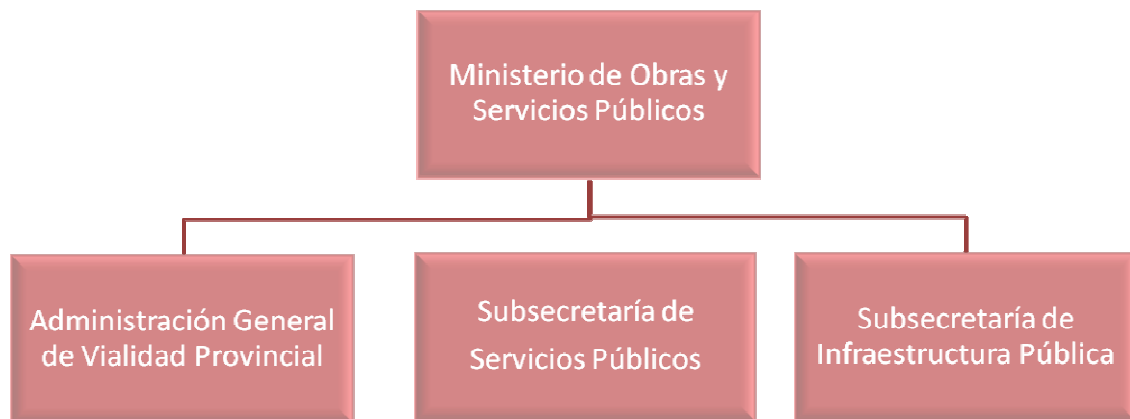 Ministerio de Obras y
Servicios Públicos
Administración General
de Vialidad Provincial
Subsecretaría de
Servicios Públicos
Subsecretaría de
Infraestructura Pública